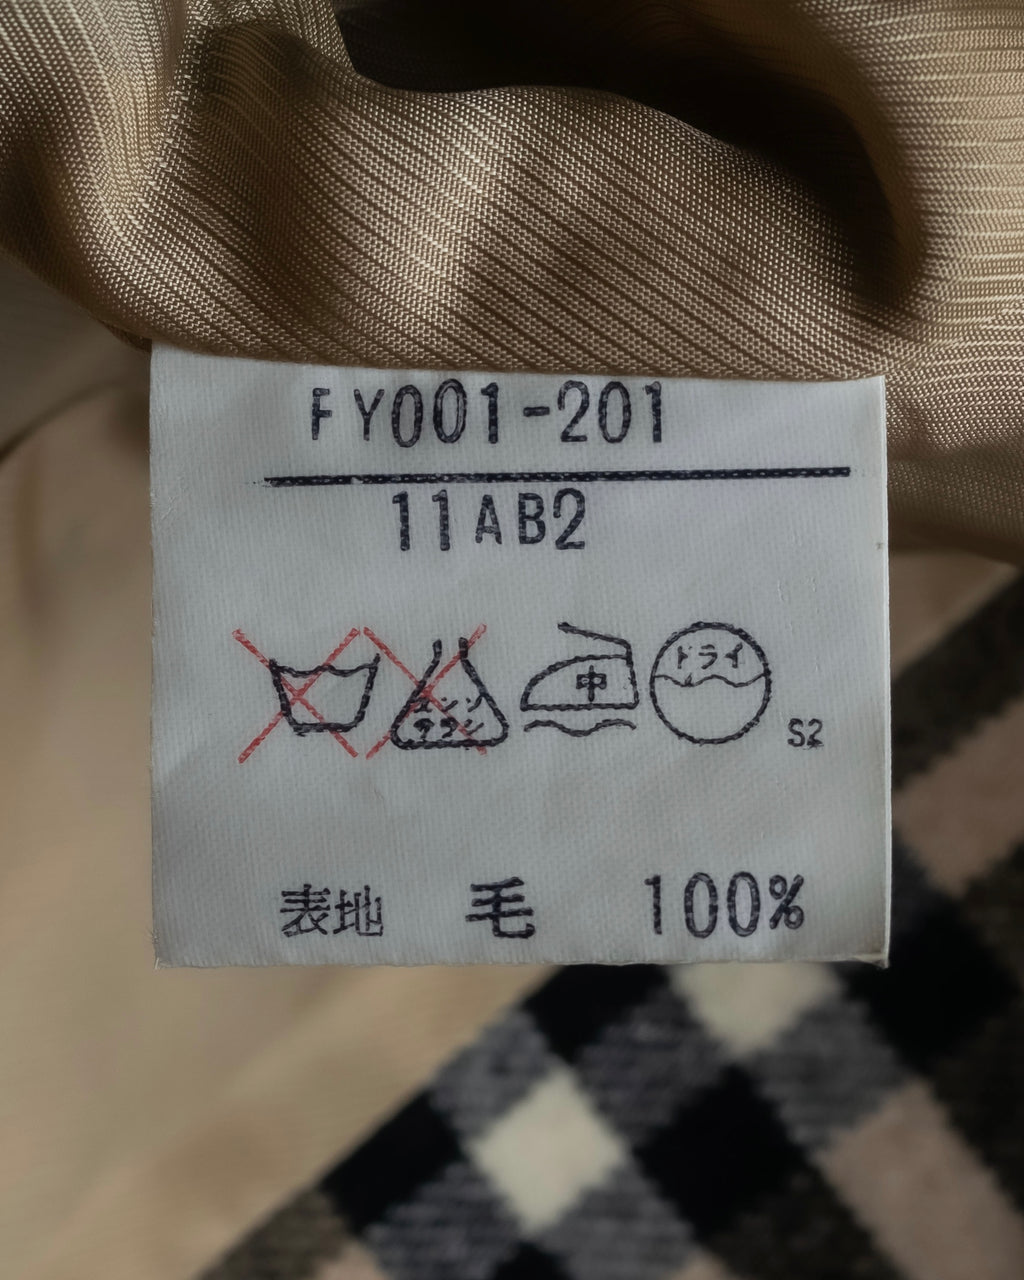 FY001-201
11AB2
エンソ
サラシ
中
ドライ
S2
表地 毛 100%